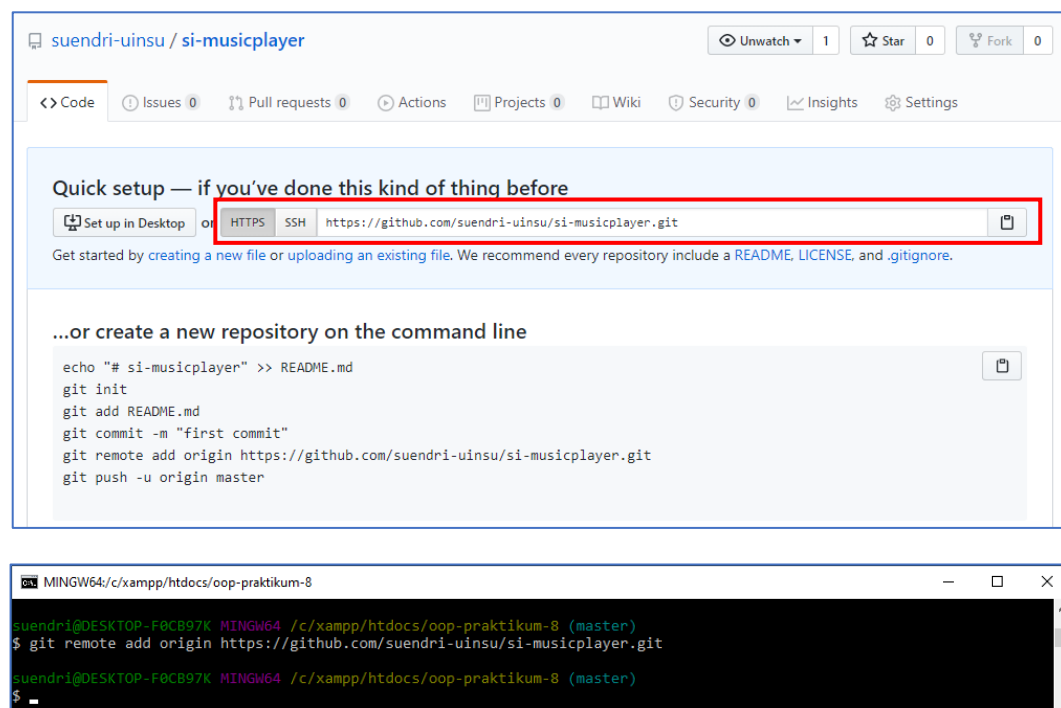 suendri-uinsu / si-musicplayer
Unwatch 1 Star 0 Fork 0
Code Issues 0 Pull requests 0 Actions Projects 0 Wiki Security 0 Insights Settings
Quick setup — if you've done this kind of thing before
Set up in Desktop or HTTPS SSH https://github.com/suendri-uinsu/si-musicplayer.git
Get started by creating a new file or uploading an existing file. We recommend every repository include a README, LICENSE, and .gitignore.
...or create a new repository on the command line
echo "# si-musicplayer" >> README.md
git init
git add README.md
git commit -m "first commit"
git remote add origin https://github.com/suendri-uinsu/si-musicplayer.git
git push -u origin master
MINGW64:/c/xampp/htdocs/oop-praktikum-8
suendri@DESKTOP-F0CB97K MINGW64 /c/xampp/htdocs/oop-praktikum-8 (master)
$ git remote add origin https://github.com/suendri-uinsu/si-musicplayer.git
suendri@DESKTOP-F0CB97K MINGW64 /c/xampp/htdocs/oop-praktikum-8 (master)
$